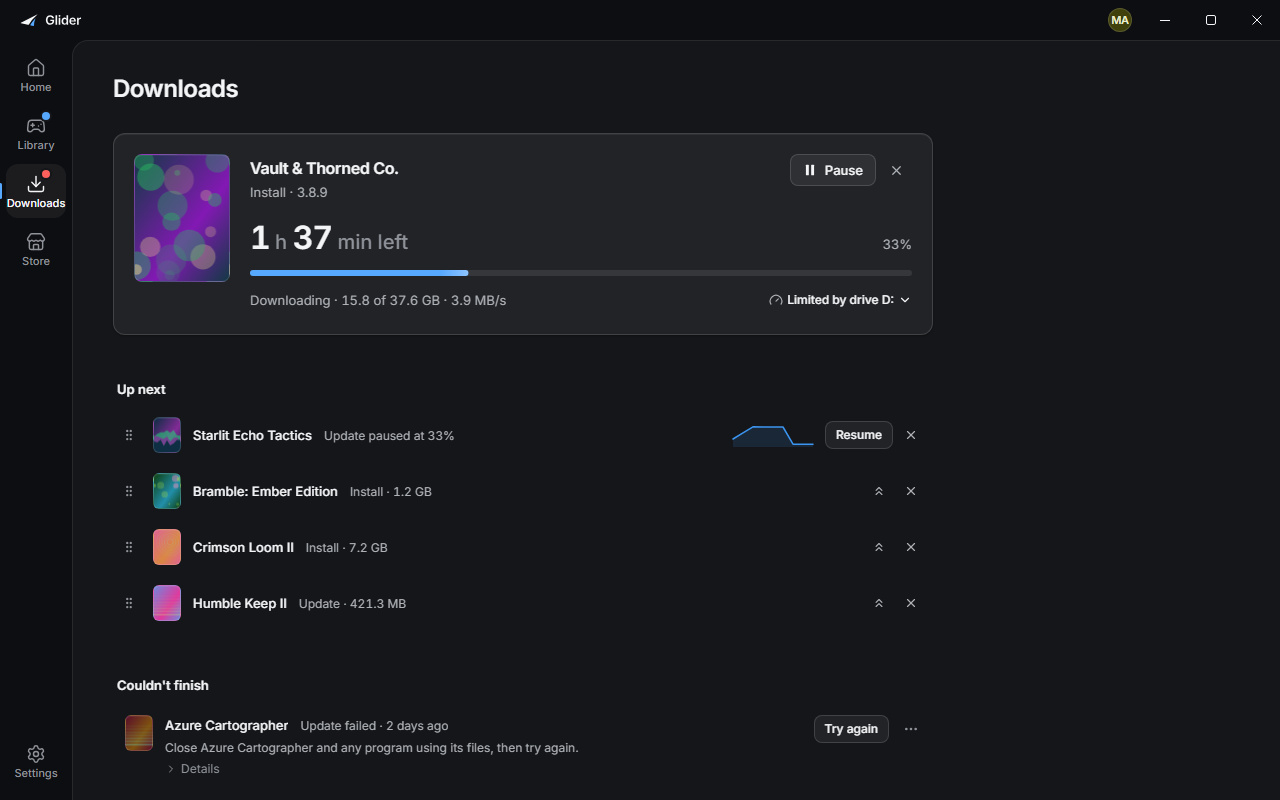 Glider
MA
Home
Library
Downloads
Store
Settings
Downloads
Vault & Thorned Co.
Install · 3.8.9
Pause
1 h 37 min left
33%
Downloading · 15.8 of 37.6 GB · 3.9 MB/s
Limited by drive D:
Up next
Starlit Echo Tactics Update paused at 33%
Resume
Bramble: Ember Edition Install · 1.2 GB
Crimson Loom II Install · 7.2 GB
Humble Keep II Update · 421.3 MB
Couldn't finish
Azure Cartographer Update failed · 2 days ago
Close Azure Cartographer and any program using its files, then try again.
Details
Try again